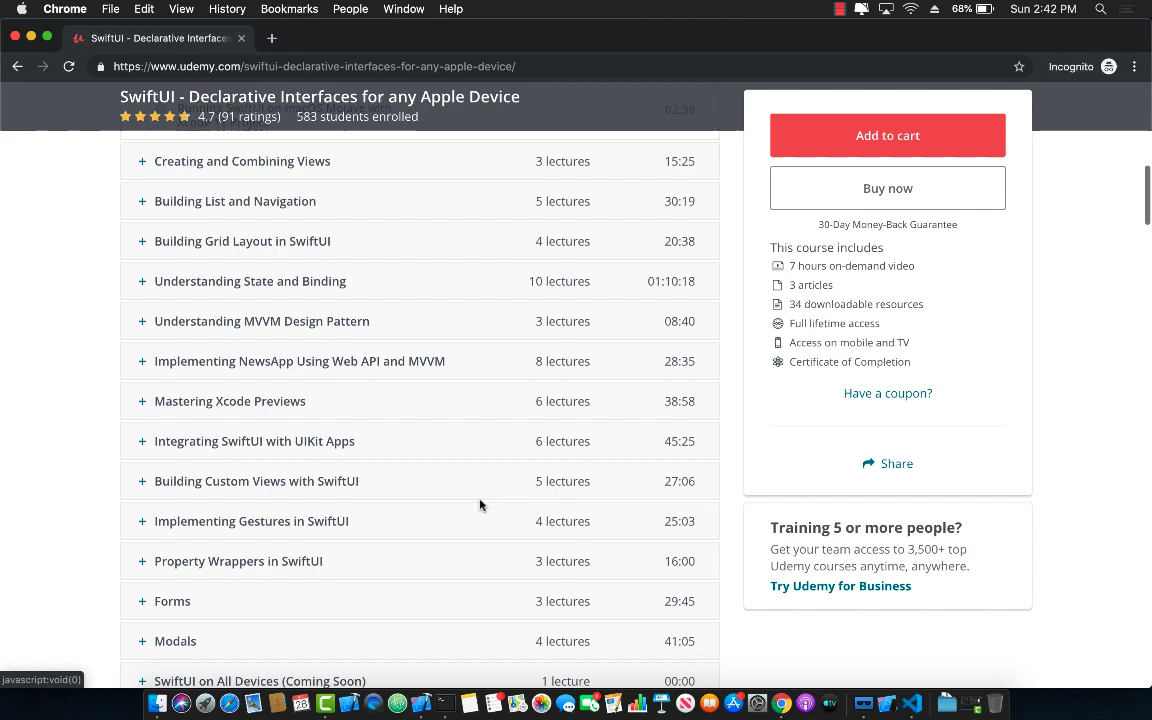 Chrome File Edit View History Bookmarks People Window Help 68% Sun 2:42 PM
SwiftUI - Declarative Interfaces
https://www.udemy.com/swiftui-declarative-interfaces-for-any-apple-device/ Incognito
SwiftUI - Declarative Interfaces for any Apple Device
Running SwiftUI on macOS Mojave with 02:38
4.7 (91 ratings) 583 students enrolled
+ Creating and Combining Views 3 lectures 15:25
+ Building List and Navigation 5 lectures 30:19
+ Building Grid Layout in SwiftUI 4 lectures 20:38
+ Understanding State and Binding 10 lectures 01:10:18
+ Understanding MVVM Design Pattern 3 lectures 08:40
+ Implementing NewsApp Using Web API and MVVM 8 lectures 28:35
+ Mastering Xcode Previews 6 lectures 38:58
+ Integrating SwiftUI with UIKit Apps 6 lectures 45:25
+ Building Custom Views with SwiftUI 5 lectures 27:06
+ Implementing Gestures in SwiftUI 4 lectures 25:03
+ Property Wrappers in SwiftUI 3 lectures 16:00
+ Forms 3 lectures 29:45
+ Modals 4 lectures 41:05
+ SwiftUI on All Devices (Coming Soon) 1 lecture 00:00
Add to cart
Buy now
30-Day Money-Back Guarantee
This course includes
7 hours on-demand video
3 articles
34 downloadable resources
Full lifetime access
Access on mobile and TV
Certificate of Completion
Have a coupon?
Share
Training 5 or more people?
Get your team access to 3,500+ top
Udemy courses anytime, anywhere.
Try Udemy for Business
javascript:void(0)